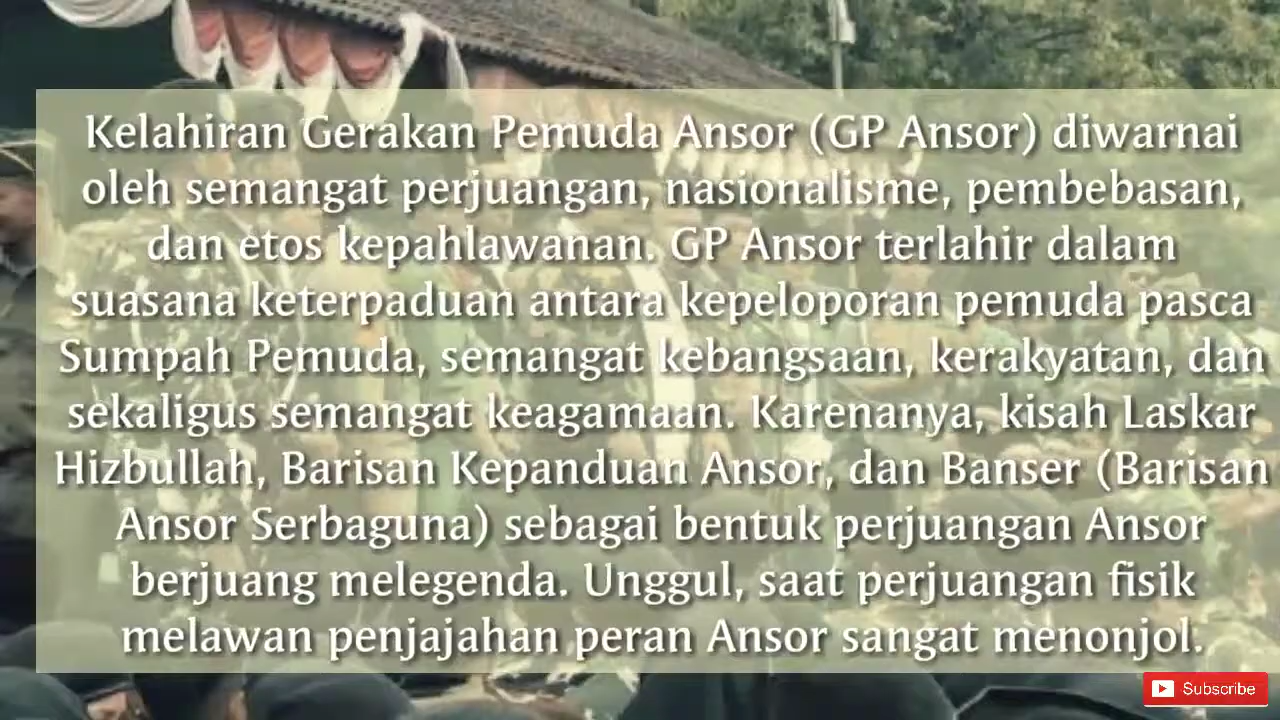 Kelahiran Gerakan Pemuda Ansor (GP Ansor) diwarnai
oleh semangat perjuangan, nasionalisme, pembebasan,
dan etos kepahlawanan. GP Ansor terlahir dalam
suasana keterpaduan antara kepeloporan pemuda pasca
Sumpah Pemuda, semangat kebangsaan, kerakyatan, dan
sekaligus semangat keagamaan. Karenanya, kisah Laskar
Hizbullah, Barisan Kepanduan Ansor, dan Banser (Barisan
Ansor Serbaguna) sebagai bentuk perjuangan Ansor
berjuang melegenda. Unggul, saat perjuangan fisik
melawan penjajahan peran Ansor sangat menonjol.
Subscribe